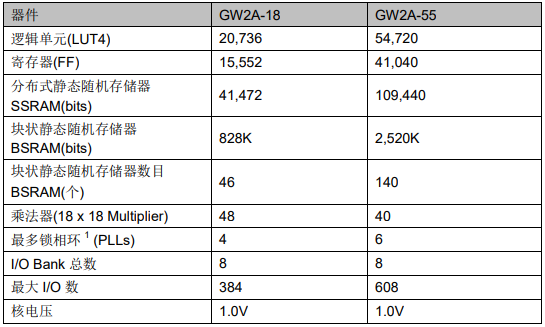 器件 GW2A-18 GW2A-55
逻辑单元(LUT4) 20,736 54,720
寄存器(FF) 15,552 41,040
分布式静态随机存储器
SSRAM(bits) 41,472 109,440
块状静态随机存储器
BSRAM(bits) 828K 2,520K
块状静态随机存储器数目
BSRAM(个) 46 140
乘法器(18 x 18 Multiplier) 48 40
最多锁相环 1 (PLLs) 4 6
I/O Bank 总数 8 8
最大 I/O 数 384 608
核电压 1.0V 1.0V